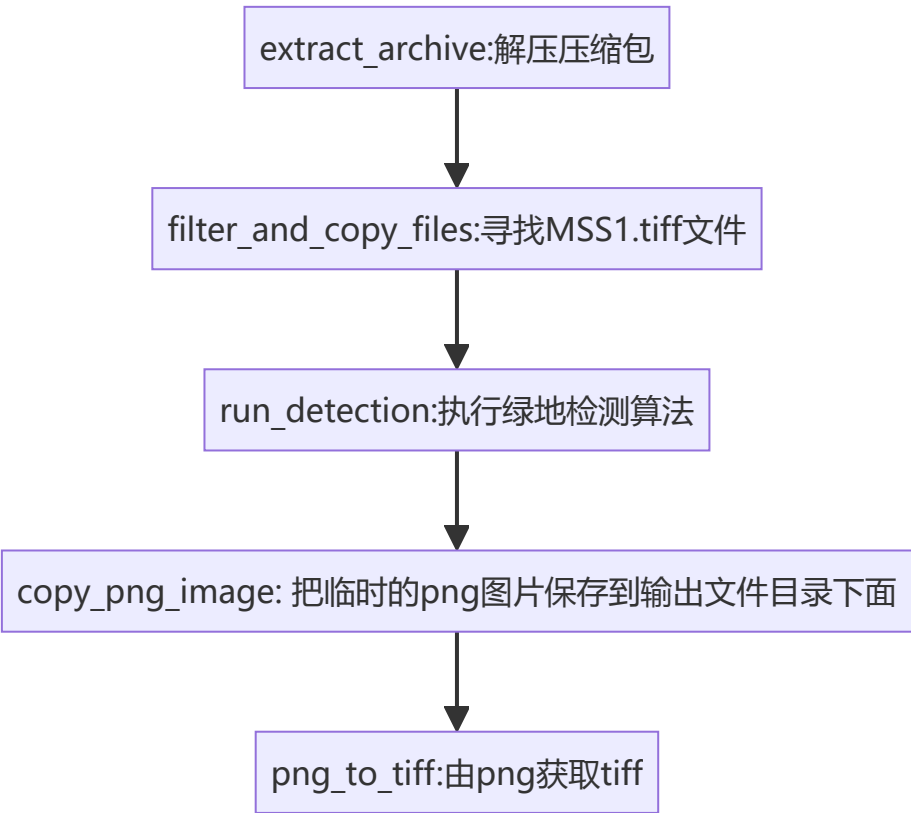 extract_archive:解压压缩包
filter_and_copy_files:寻找MSS1.tiff文件
run_detection:执行绿地检测算法
copy_png_image: 把临时的png图片保存到输出文件目录下面
png_to_tiff:由png获取tiff